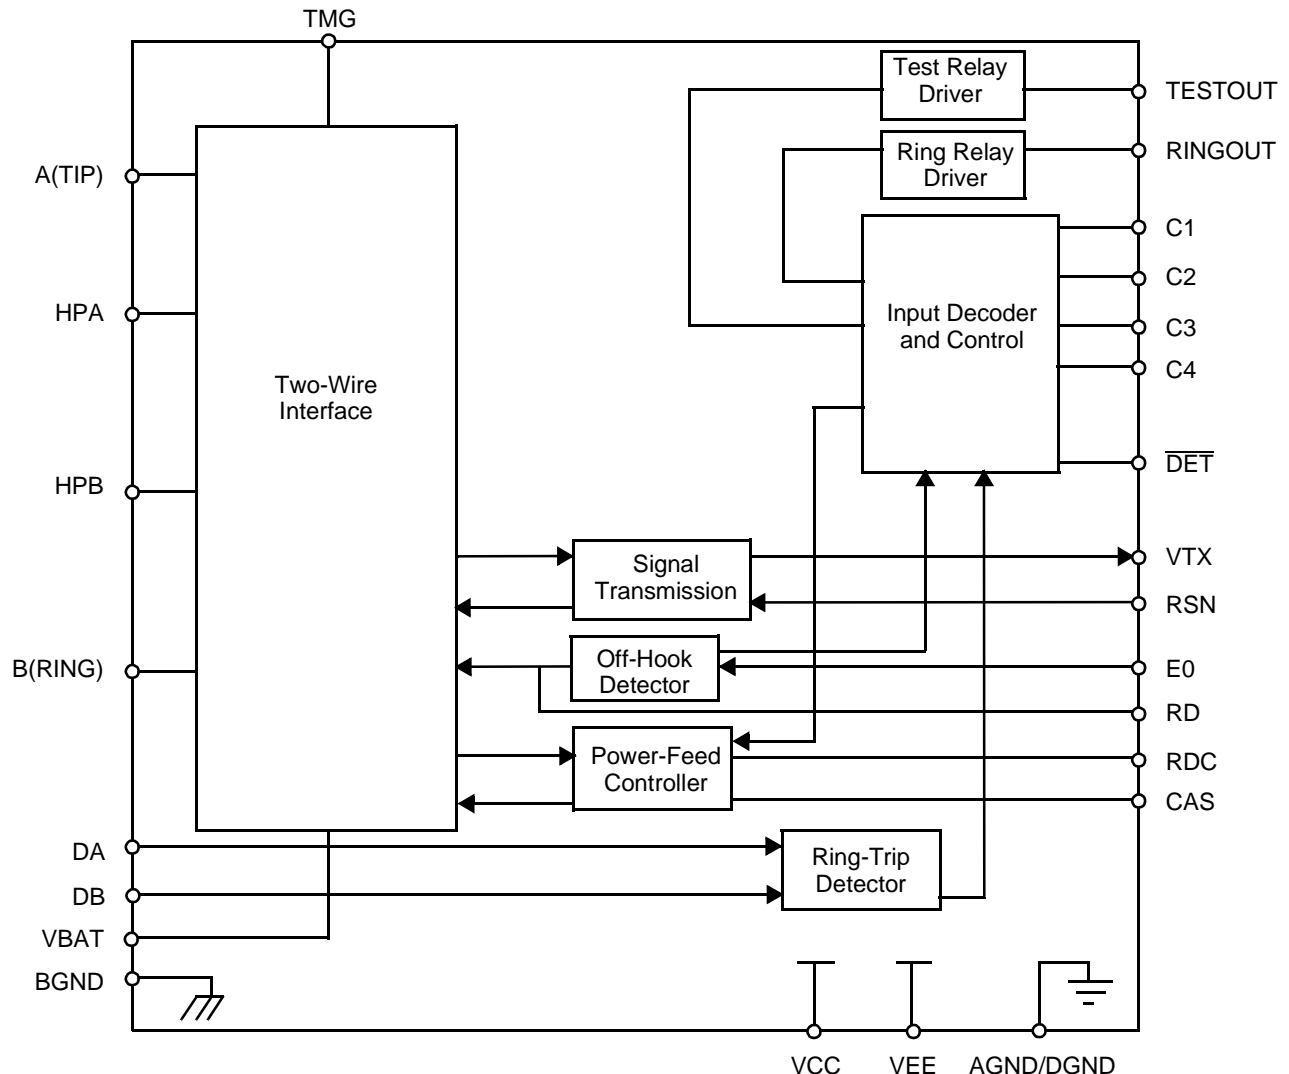 TMG
Test Relay
Driver
TESTOUT
Ring Relay
Driver
RINGOUT
A(TIP)
HPA
HPB
B(RING)
Two-Wire
Interface
Input Decoder
and Control
C1
C2
C3
C4
DET
Signal
Transmission
VTX
RSN
Off-Hook
Detector
E0
RD
Power-Feed
Controller
RDC
CAS
DA
DB
VBAT
BGND
Ring-Trip
Detector
VCC
VEE
AGND/DGND